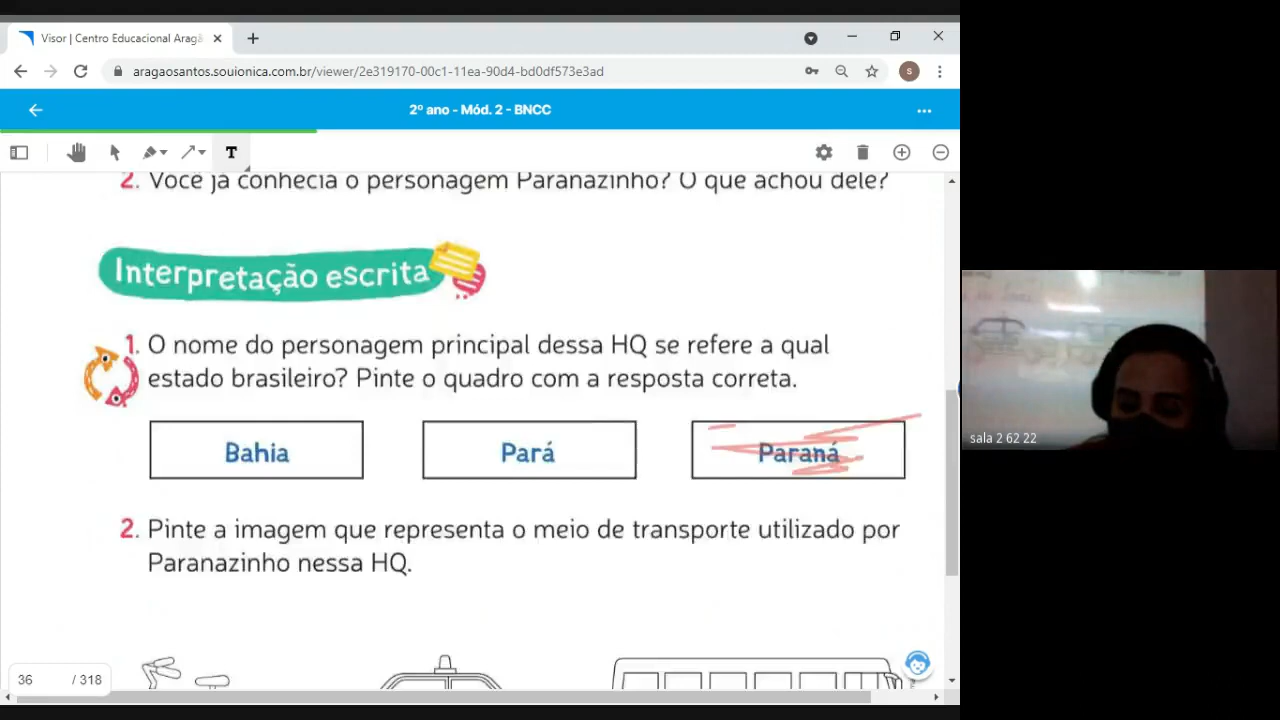 Visor | Centro Educacional Aragã
aragaosantos.souionica.com.br/viewer/2e319170-00c1-11ea-90d4-bd0df573e3ad
S
2º ano - Mód. 2 - BNCC
T
2. Você já conhecia o personagem Paranazinho? O que achou dele?
Interpretação escrita
1. O nome do personagem principal dessa HQ se refere a qual
estado brasileiro? Pinte o quadro com a resposta correta.
Bahia Pará Paraná
2. Pinte a imagem que representa o meio de transporte utilizado por
Paranazinho nessa HQ.
36 / 318
sala 2 62 22